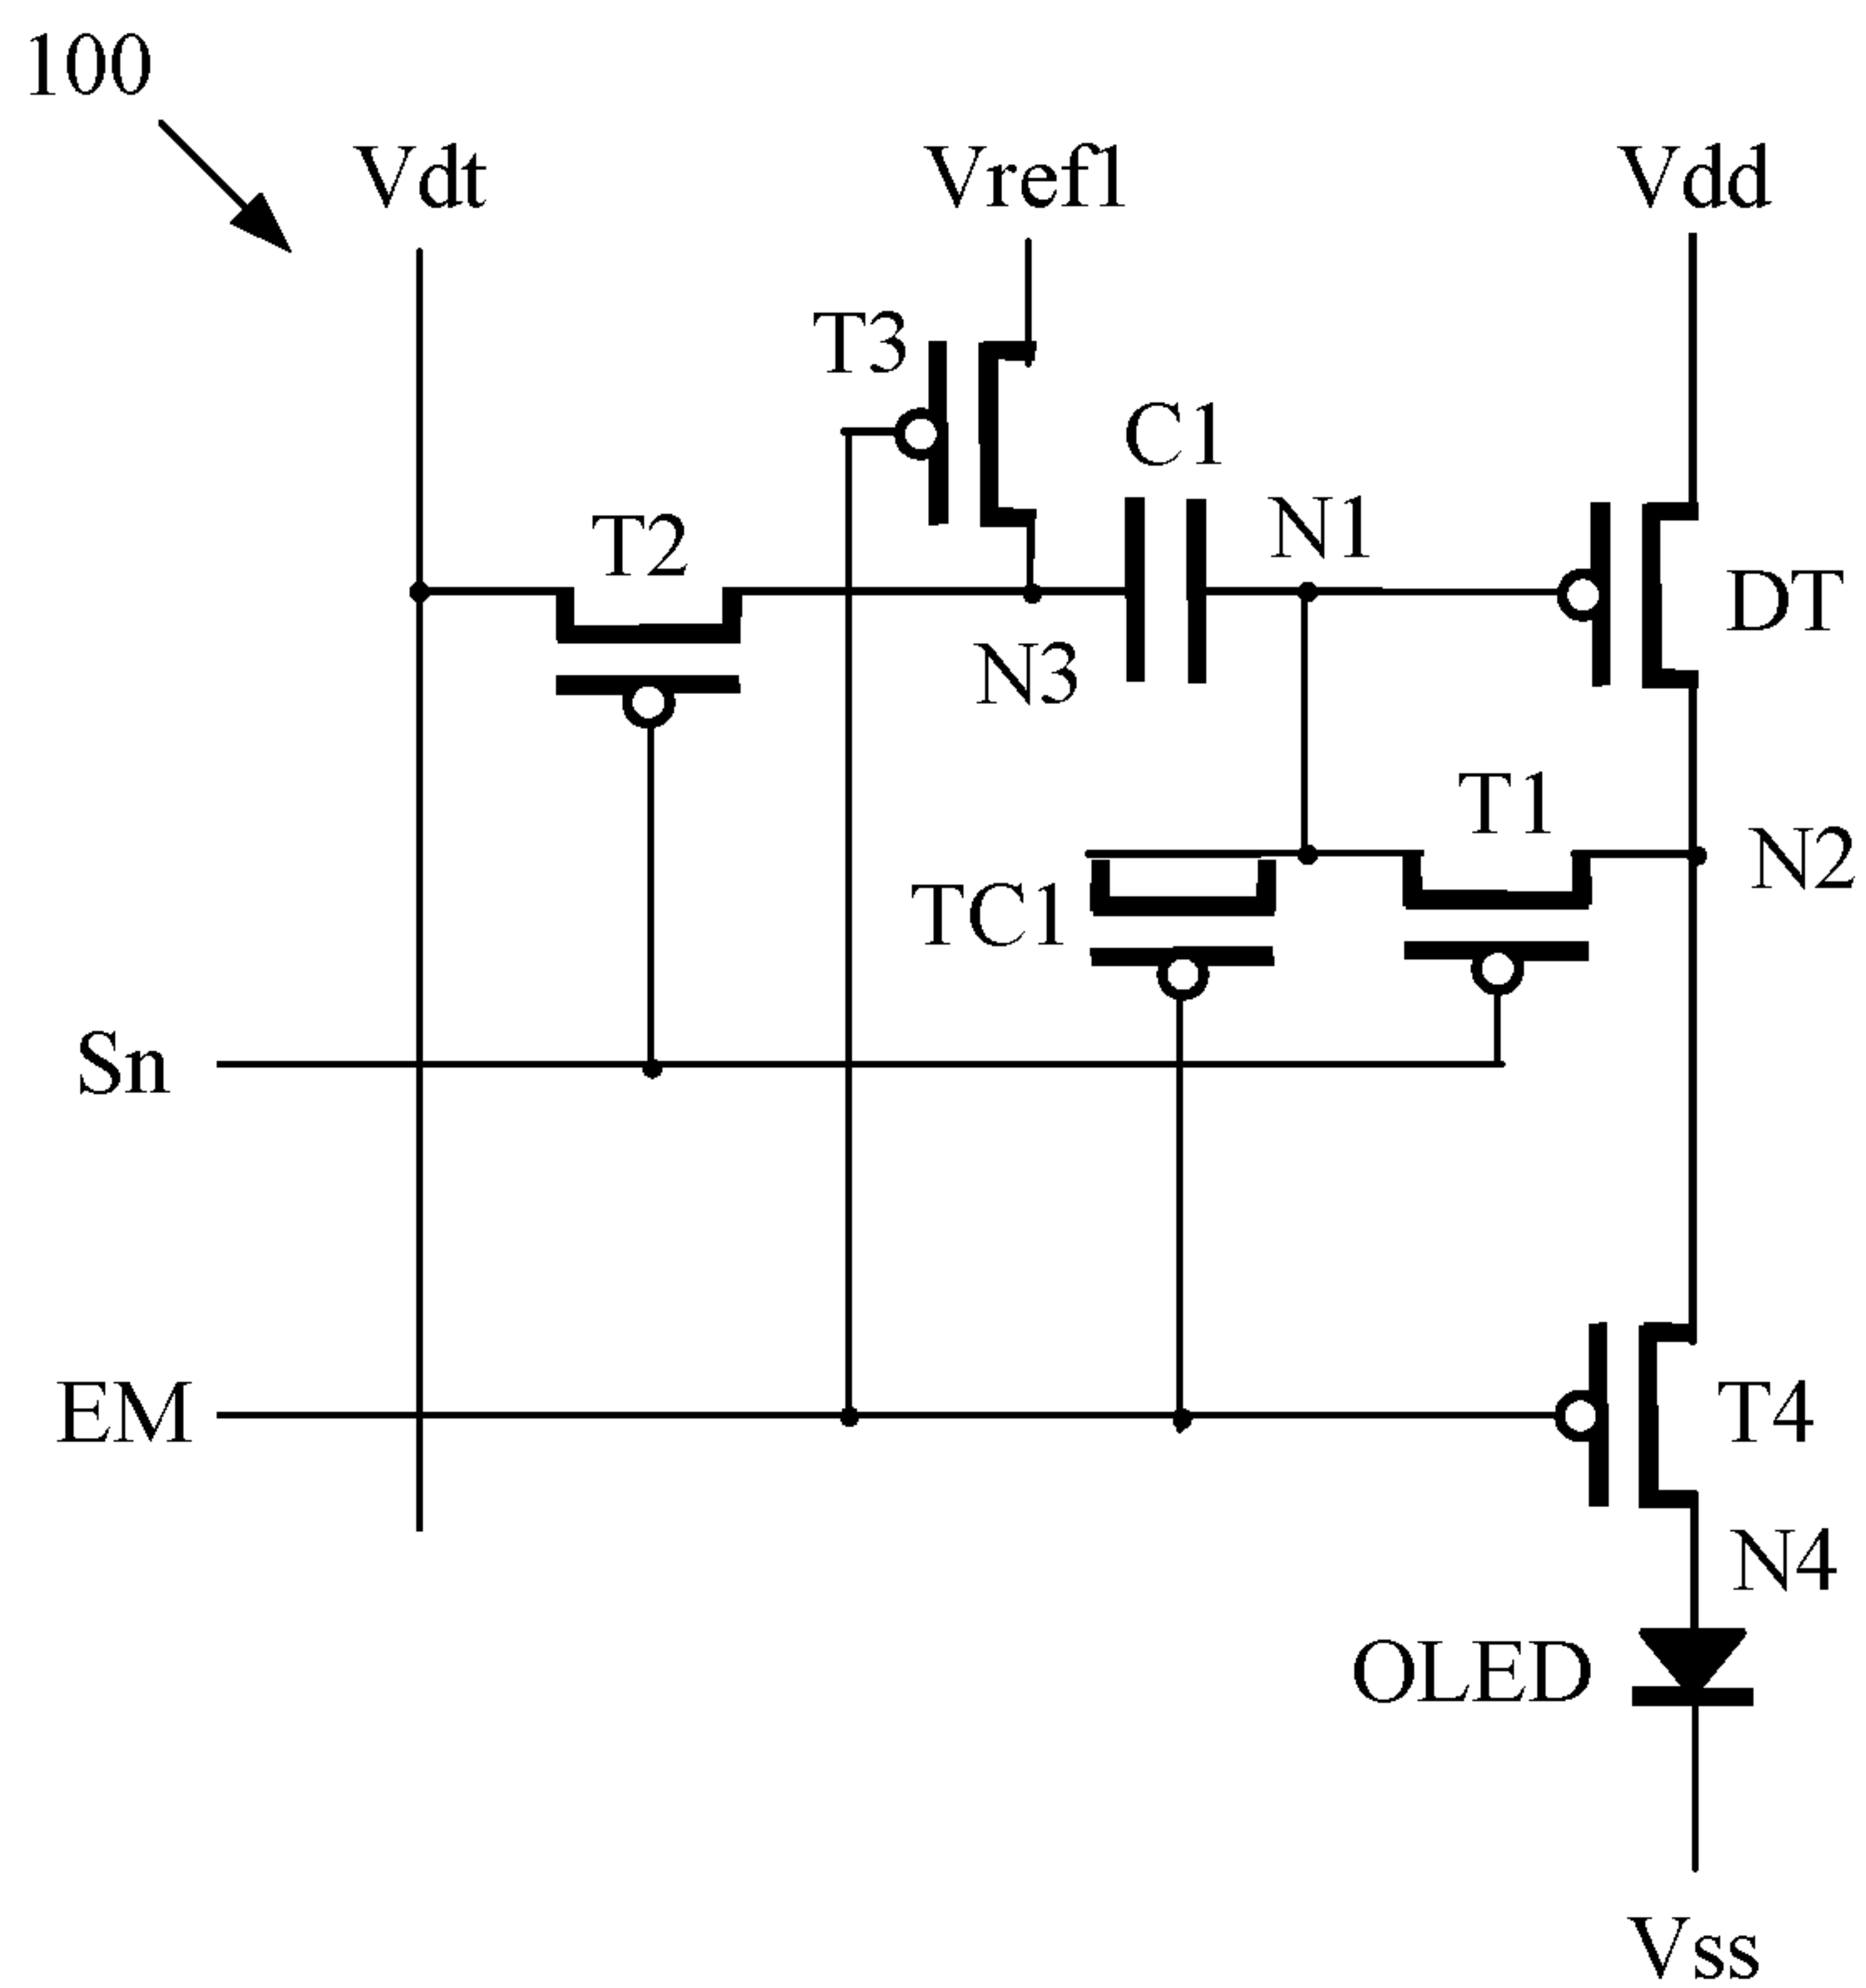 100
Vdt
Vref1
Vdd
T3
C1
N1
T2
DT
N3
T1
N2
TC1
Sn
EM
T4
N4
OLED
Vss